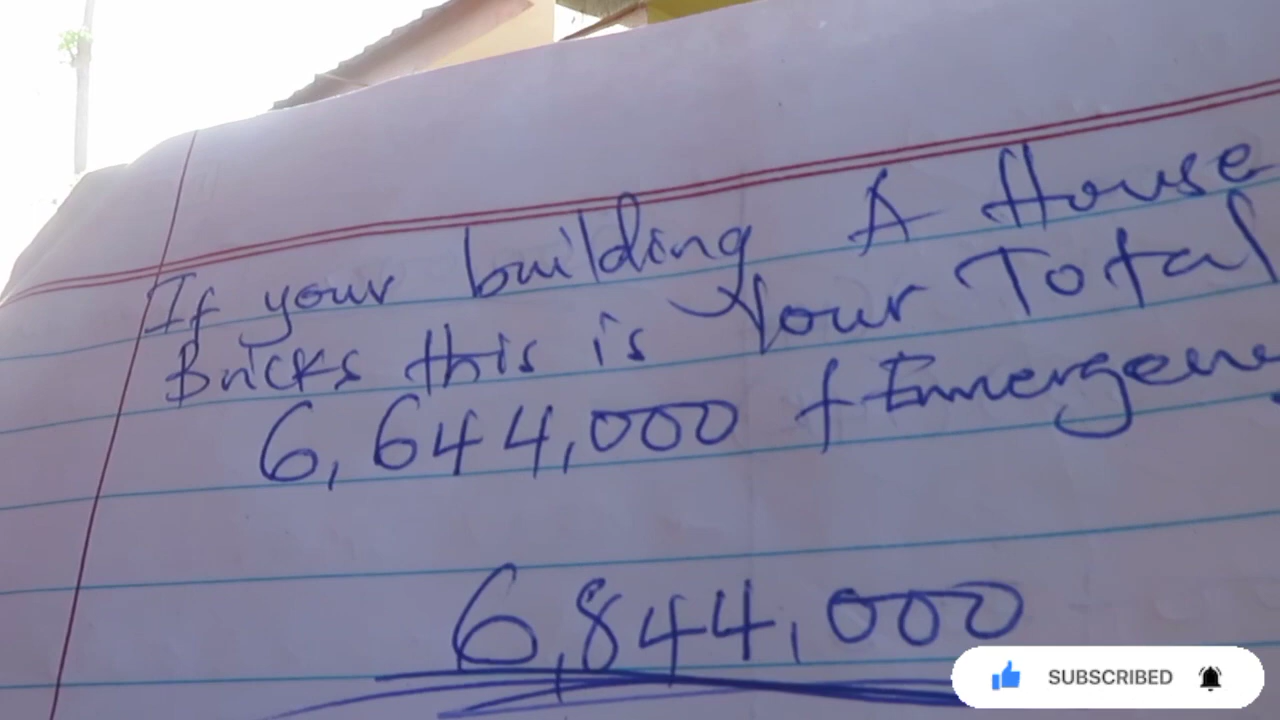 If your building A House
Bricks this is Your Total
6,644,000 + Emergen
6,844,000
SUBSCRIBED